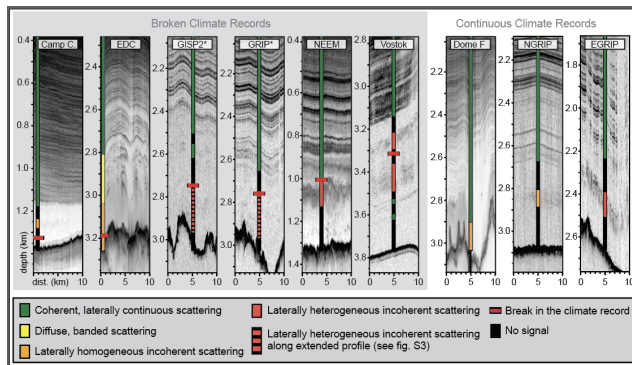 Broken Climate Records
Continuous Climate Records
Camp C.
EDC
GISP2*
GRIP*
NEEM
Vostok
Dome F
NGRIP
EGRIP
0.4
0.6
0.8
1.0
1.2
1.4
depth (km)
0 10
dist. (km)
2.4
2.6
2.8
3.0
3.2
0 10
2.2
2.4
2.6
2.8
3.0
0 5 10
2.2
2.4
2.6
2.8
3.0
0 5 10
0.4
0.6
0.8
1.0
1.2
0 5 10
2.8
3.0
3.2
3.4
3.6
3.8
0 5 10
2.2
2.4
2.6
2.8
3.0
0 5 10
2.2
2.4
2.6
2.8
3.0
0 5 10
1.8
2.0
2.2
2.4
2.6
0 5 10
Coherent, laterally continuous scattering
Diffuse, banded scattering
Laterally homogeneous incoherent scattering
Laterally heterogeneous incoherent scattering
Laterally heterogeneous incoherent scattering
along extended profile (see fig. S3)
Break in the climate record
No signal